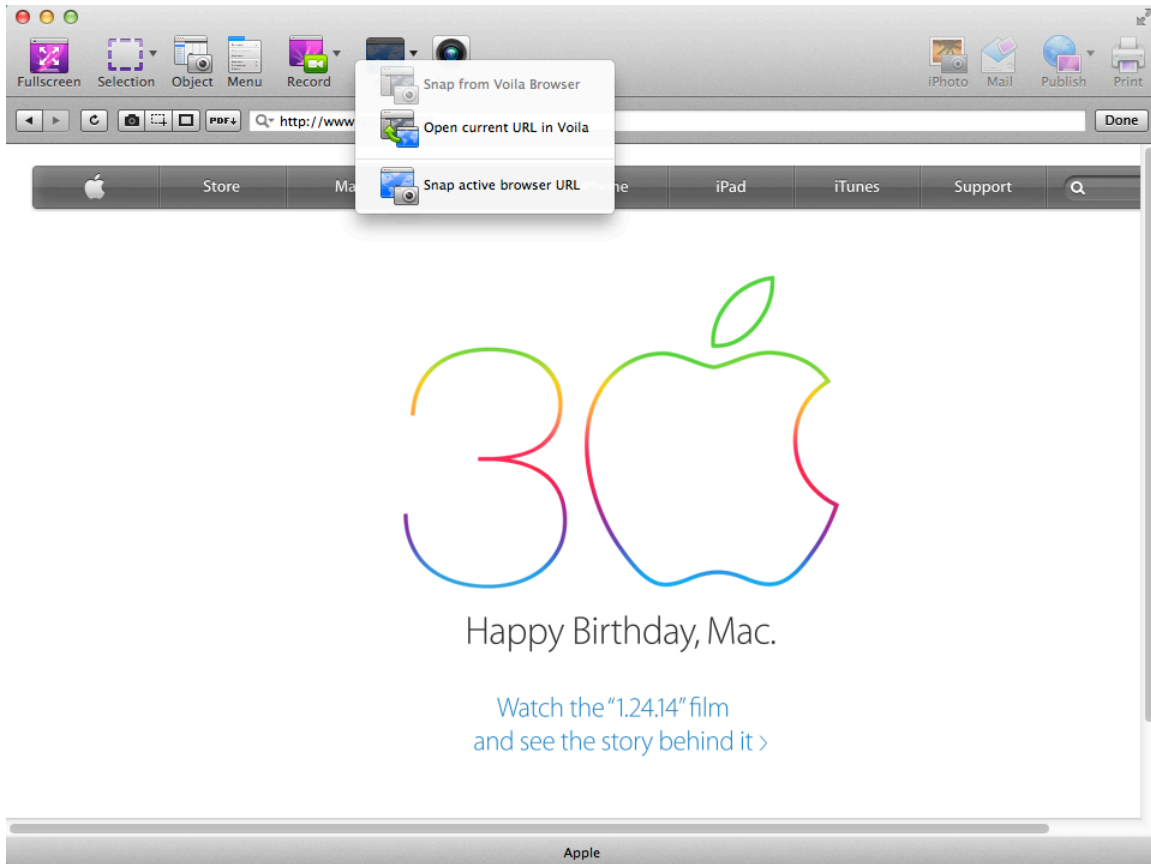 Fullscreen Selection Object Menu Record iPhoto Mail Publish Print
Snap from Voila Browser
Open current URL in Voila
Snap active browser URL
PDF http://www Done
Store iPad iTunes Support
30
Happy Birthday, Mac.
Watch the “1.24.14” film
and see the story behind it >
Apple